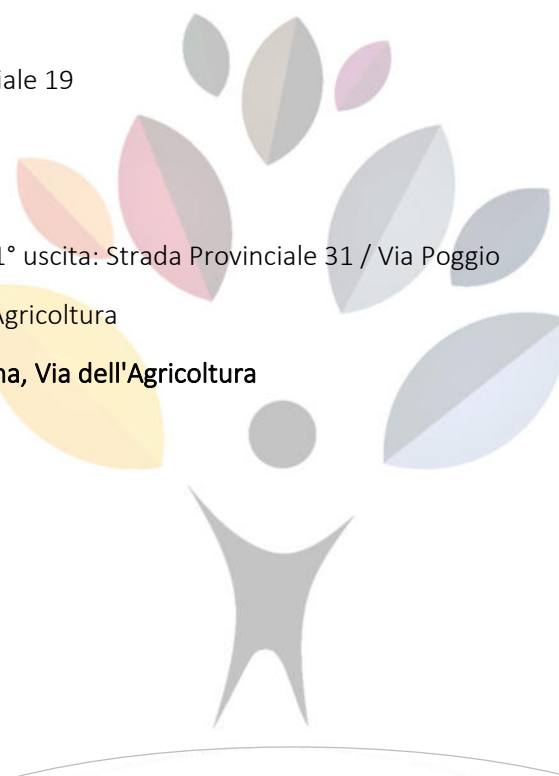 iale 19
1° uscita: Strada Provinciale 31 / Via Poggio
Agricoltura
na, Via dell'Agricoltura